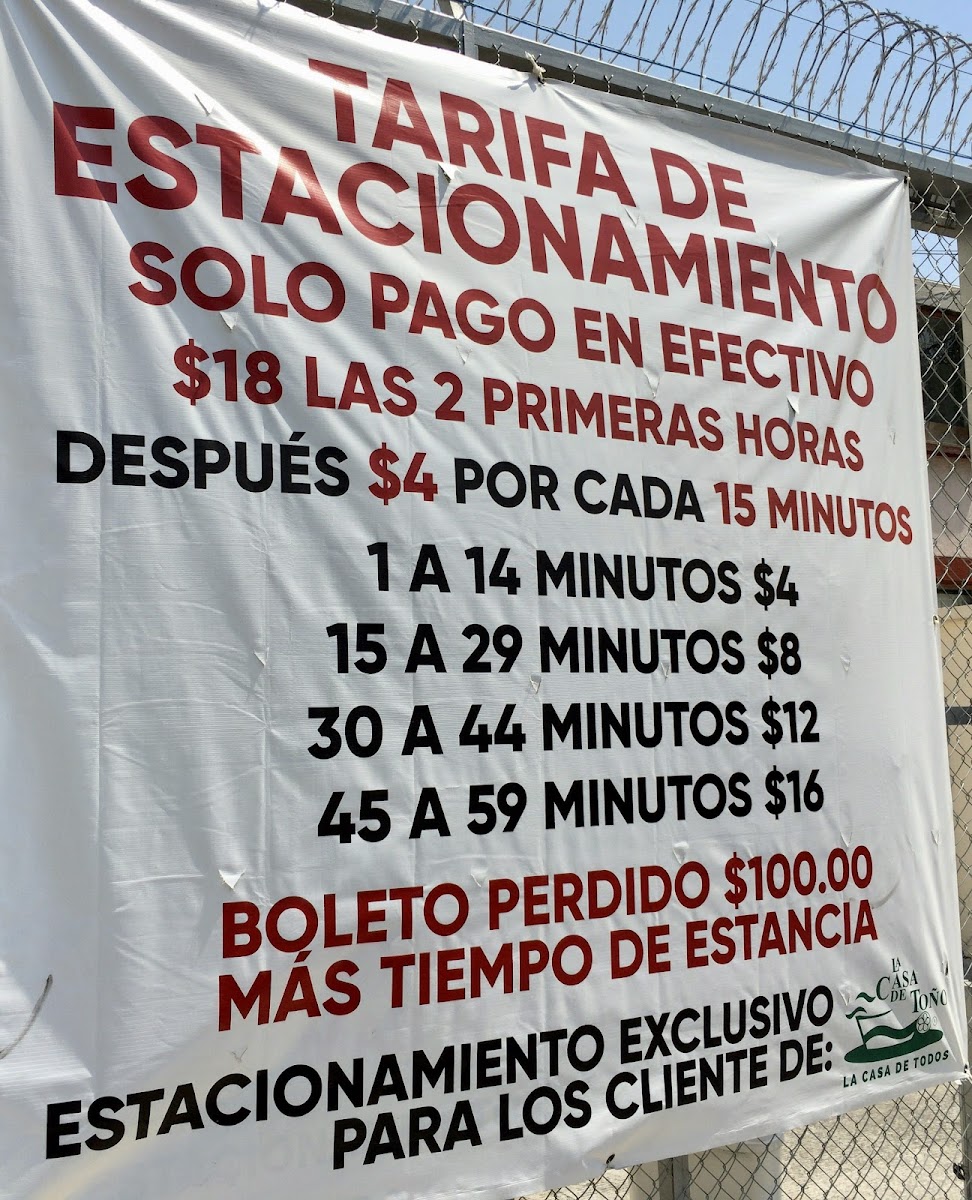 TARIFA DE
ESTACIONAMIENTO
SOLO PAGO EN EFECTIVO
$18 LAS 2 PRIMERAS HORAS
DESPUÉS $4 POR CADA 15 MINUTOS
1 A 14 MINUTOS $4
15 A 29 MINUTOS $8
30 A 44 MINUTOS $12
45 A 59 MINUTOS $16
BOLETO PERDIDO $100.00
MÁS TIEMPO DE ESTANCIA
ESTACIONAMIENTO EXCLUSIVO
PARA LOS CLIENTE DE:
LA
CASA
DE TOÑO
LA CASA DE TODOS